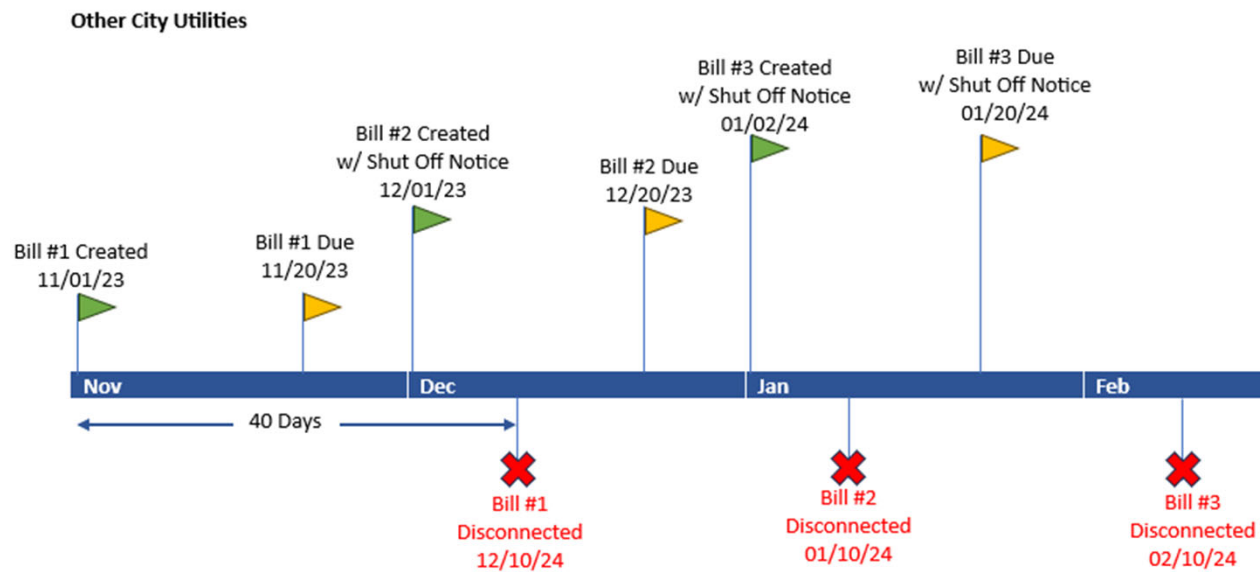 Other City Utilities
Bill #1 Created
11/01/23
Bill #1 Due
11/20/23
Bill #2 Created
w/ Shut Off Notice
12/01/23
Bill #2 Due
12/20/23
Bill #3 Created
w/ Shut Off Notice
01/02/24
Bill #3 Due
w/ Shut Off Notice
01/20/24
Nov
Dec
Jan
Feb
40 Days
Bill #1
Disconnected
12/10/24
Bill #2
Disconnected
01/10/24
Bill #3
Disconnected
02/10/24